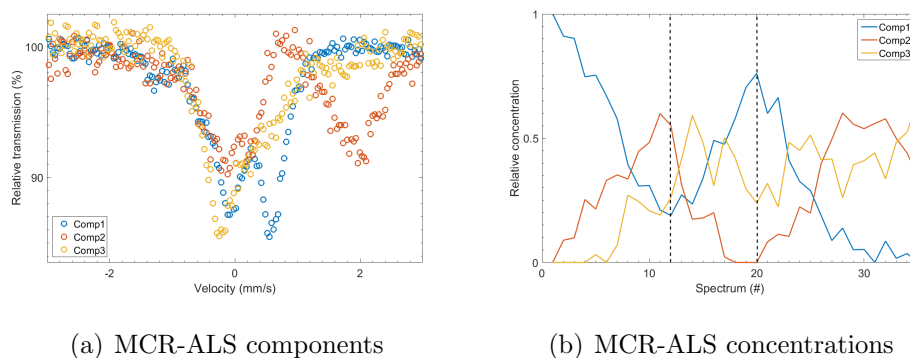 100
90
Relative transmission (%)
Comp1
Comp2
Comp3
-2
0
2
Velocity (mm/s)
(a) MCR-ALS components
1
0.5
0
Relative concentration
Comp1
Comp2
Comp3
0
10
20
30
Spectrum (#)
(b) MCR-ALS concentrations